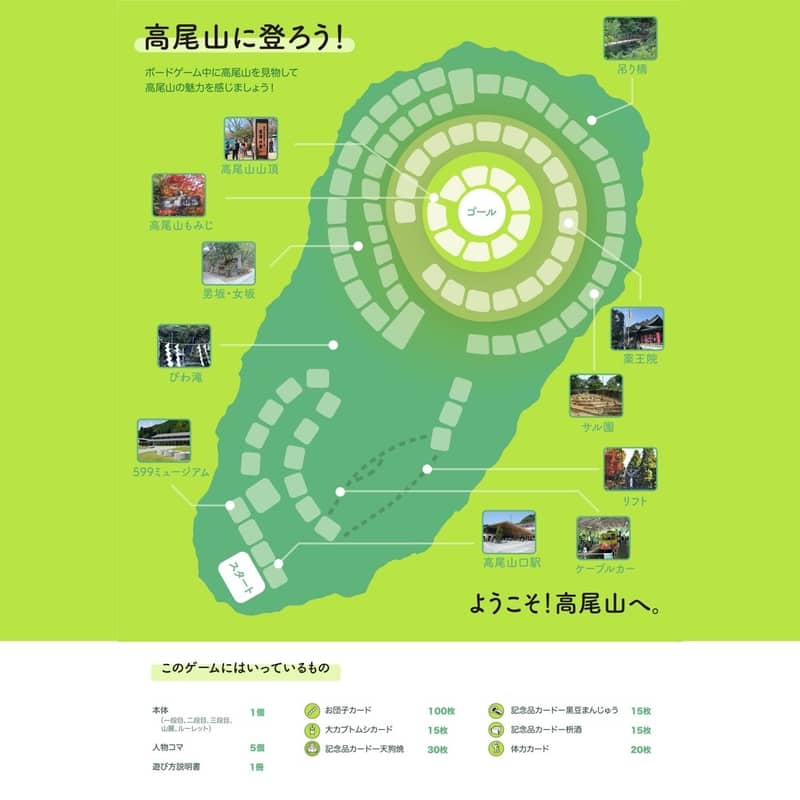 高尾山に登ろう!
ボードゲーム中に高尾山を見物して
高尾山の魅力を感じましょう!
吊り橋
高尾山山頂
高尾山もみじ
ゴール
男坂・女坂
薬王院
びわ滝
サル園
599ミュージアム
リフト
高尾山口駅
ケーブルカー
スタート
ようこそ!高尾山へ。
このゲームにはいっているもの
本体 1個
(一段目、二段目、三段目、
山麓、ルーレット)
人物コマ 5個
遊び方説明書 1冊
お団子カード 100枚
大カブトムシカード 15枚
記念品カードー天狗焼 30枚
記念品カードー黒豆まんじゅう 15枚
記念品カードー枡酒 15枚
体力カード 20枚